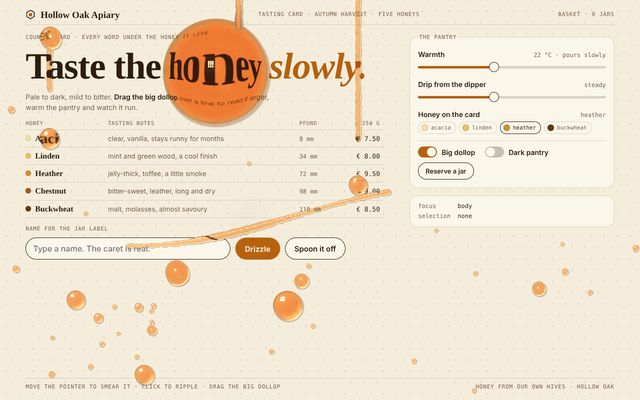 Hollow Oak Apiary
TASTING CARD · AUTUMN HARVEST · FIVE HONEYS
BASKET · 0 JARS
EVERY WORD UNDER THE HONEY IS LIVE
Taste the honey slowly.
Pale to dark, mild to bitter. Drag the big dollop over a line to read it larger,
warm the pantry and watch it run.
HONEY TASTING NOTES PFUND 250 G
clear, vanilla, stays runny for months 8 mm € 7.50
Linden mint and green wood, a cool finish 34 mm € 8.00
Heather jelly-thick, toffee, a little smoke 72 mm € 9.50
Chestnut bitter-sweet, leather, long and dry 98 mm € 9.00
Buckwheat malt, molasses, almost savoury 118 mm € 8.50
NAME FOR THE JAR LABEL
Type a name. The caret is real.
Drizzle
Spoon it off
THE PANTRY
Warmth 22 °C · pours slowly
Drip from the dipper steady
Honey on the card heather
acacia linden heather buckwheat
Big dollop Dark pantry
Reserve a jar
focus body
selection none
MOVE THE POINTER TO SMEAR IT · CLICK TO RIPPLE · DRAG THE BIG DOLLOP
HONEY FROM OUR OWN HIVES · HOLLOW OAK